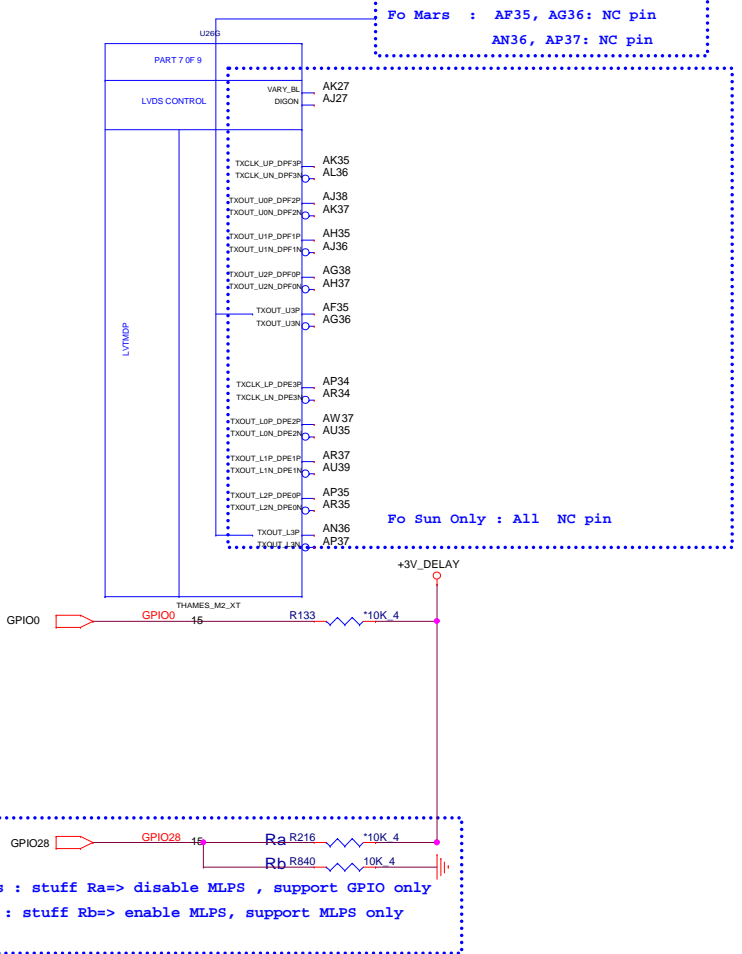 Fo Mars : AF35, AG36: NC pin
AN36, AP37: NC pin
U26G
PART 7 0F 9
LVDS CONTROL
VARY_BL AK27
DIGON AJ27
TXCLK_UP_DPF3P AK35
TXCLK_UN_DPF3N AL36
TXOUT_U0P_DPF2P AJ38
TXOUT_U0N_DPF2N AK37
TXOUT_U1P_DPF1P AH35
TXOUT_U1N_DPF1N AJ36
TXOUT_U2P_DPF0P AG38
TXOUT_U2N_DPF0N AH37
TXOUT_U3P AF35
TXOUT_U3N AG36
LVTMDP
TXCLK_LP_DPE3P AP34
TXCLK_LN_DPE3N AR34
TXOUT_L0P_DPE2P AW37
TXOUT_L0N_DPE2N AU35
TXOUT_L1P_DPE1P AR37
TXOUT_L1N_DPE1N AU39
TXOUT_L2P_DPE0P AP35
TXOUT_L2N_DPE0N AR35
TXOUT_L3P AN36
TXOUT_L3N AP37
Fo Sun Only : All NC pin
+3V_DELAY
THAMES_M2_XT
GPIO0 GPIO0 15 R133 *10K_4
GPIO28 GPIO28 15 Ra R216 *10K_4
Rb R840 10K_4
s : stuff Ra=> disable MLPS , support GPIO only
: stuff Rb=> enable MLPS, support MLPS only